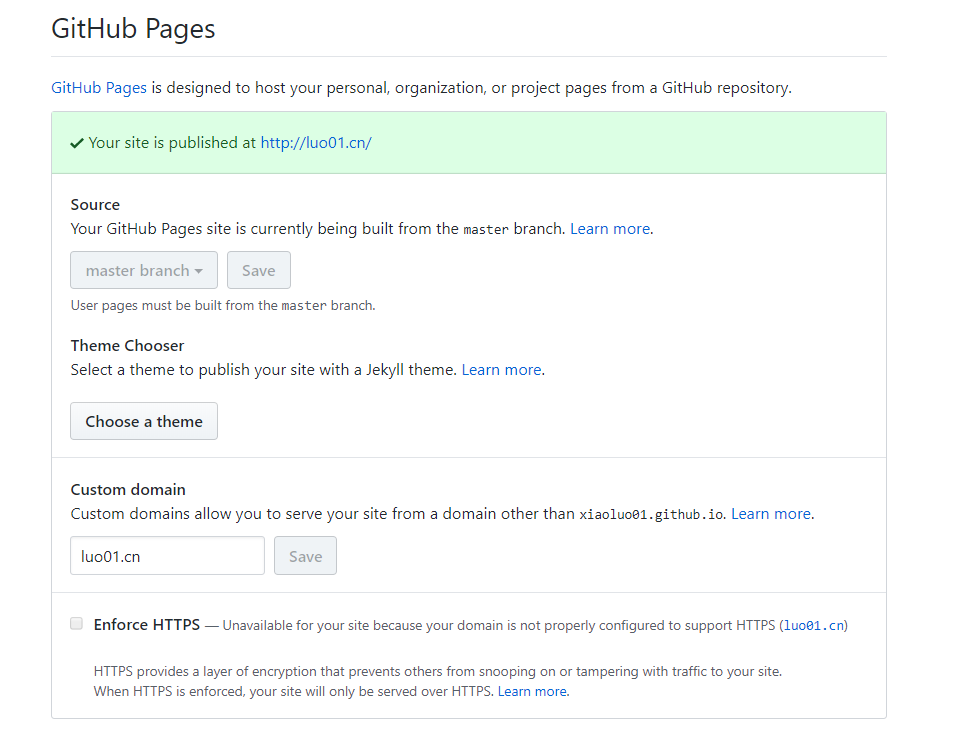 GitHub Pages
GitHub Pages is designed to host your personal, organization, or project pages from a GitHub repository.
✔ Your site is published at http://luo01.cn/
Source
Your GitHub Pages site is currently being built from the master branch. Learn more.
master branch Save
User pages must be built from the master branch.
Theme Chooser
Select a theme to publish your site with a Jekyll theme. Learn more.
Choose a theme
Custom domain
Custom domains allow you to serve your site from a domain other than xiaoluo01.github.io. Learn more.
luo01.cn Save
Enforce HTTPS — Unavailable for your site because your domain is not properly configured to support HTTPS (luo01.cn)
HTTPS provides a layer of encryption that prevents others from snooping on or tampering with traffic to your site.
When HTTPS is enforced, your site will only be served over HTTPS. Learn more.